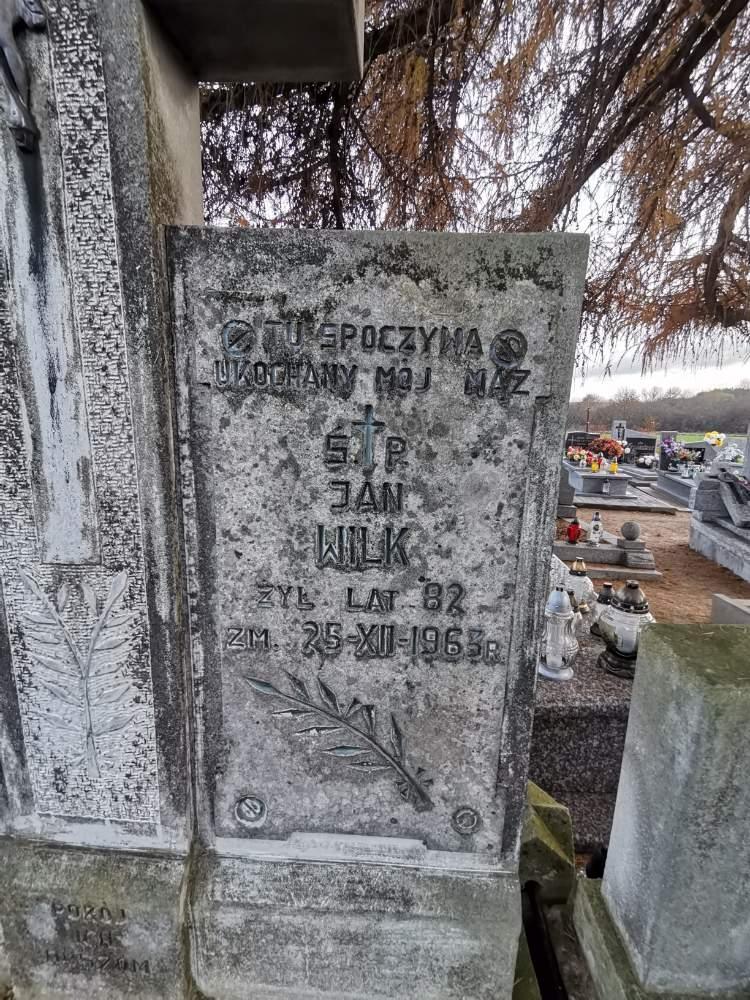 TU SPOCZYWA
UKOCHANY MÓJ MĄŻ
Ś P
JAN
WILK
ŻYŁ LAT 82
ZM. 25-XII-1963R
POKÓJ
ICH
DUSZOM